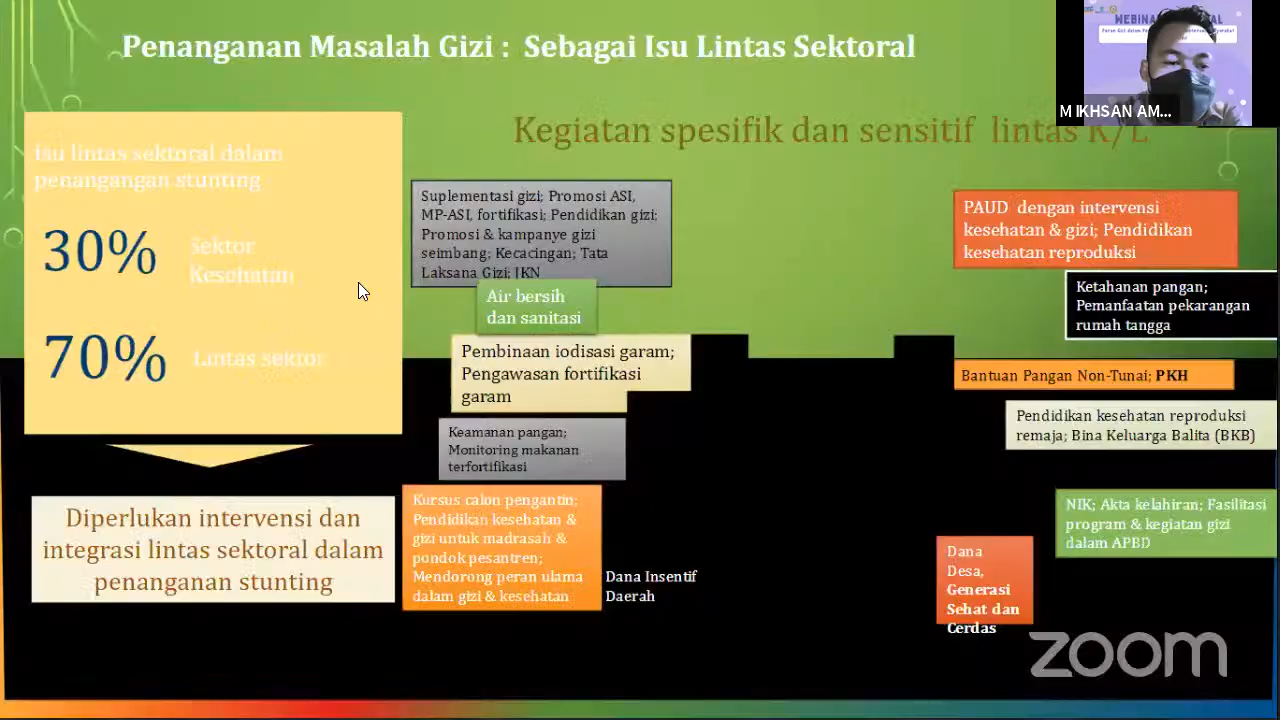 Penanganan Masalah Gizi : Sebagai Isu Lintas Sektoral
WEBINAR
M IKHSAN AM...
Kegiatan spesifik dan sensitif lintas K/L
isu lintas sektoral dalam
penangangan stunting
30%
Sektor
Kesehatan
70%
Lintas sektor
Diperlukan intervensi dan
integrasi lintas sektoral dalam
penanganan stunting
Suplementasi gizi; Promosi ASI,
MP-ASI, fortifikasi; Pendidikan gizi;
Promosi & kampanye gizi
seimbang; Kecacingan; Tata
Laksana Gizi; JKN
Air bersih
dan sanitasi
Pembinaan iodisasi garam;
Pengawasan fortifikasi
garam
Keamanan pangan;
Monitoring makanan
terfortifikasi
Kursus calon pengantin;
Pendidikan kesehatan &
gizi untuk madrasah &
pondok pesantren;
Mendorong peran ulama
dalam gizi & kesehatan
Dana Insentif
Daerah
PAUD dengan intervensi
kesehatan & gizi; Pendidikan
kesehatan reproduksi
Ketahanan pangan;
Pemanfaatan pekarangan
rumah tangga
Bantuan Pangan Non-Tunai; PKH
Pendidikan kesehatan reproduksi
remaja; Bina Keluarga Balita (BKB)
NIK; Akta kelahiran; Fasilitasi
program & kegiatan gizi
dalam APBD
Dana
Desa,
Generasi
Sehat dan
Cerdas
zoom